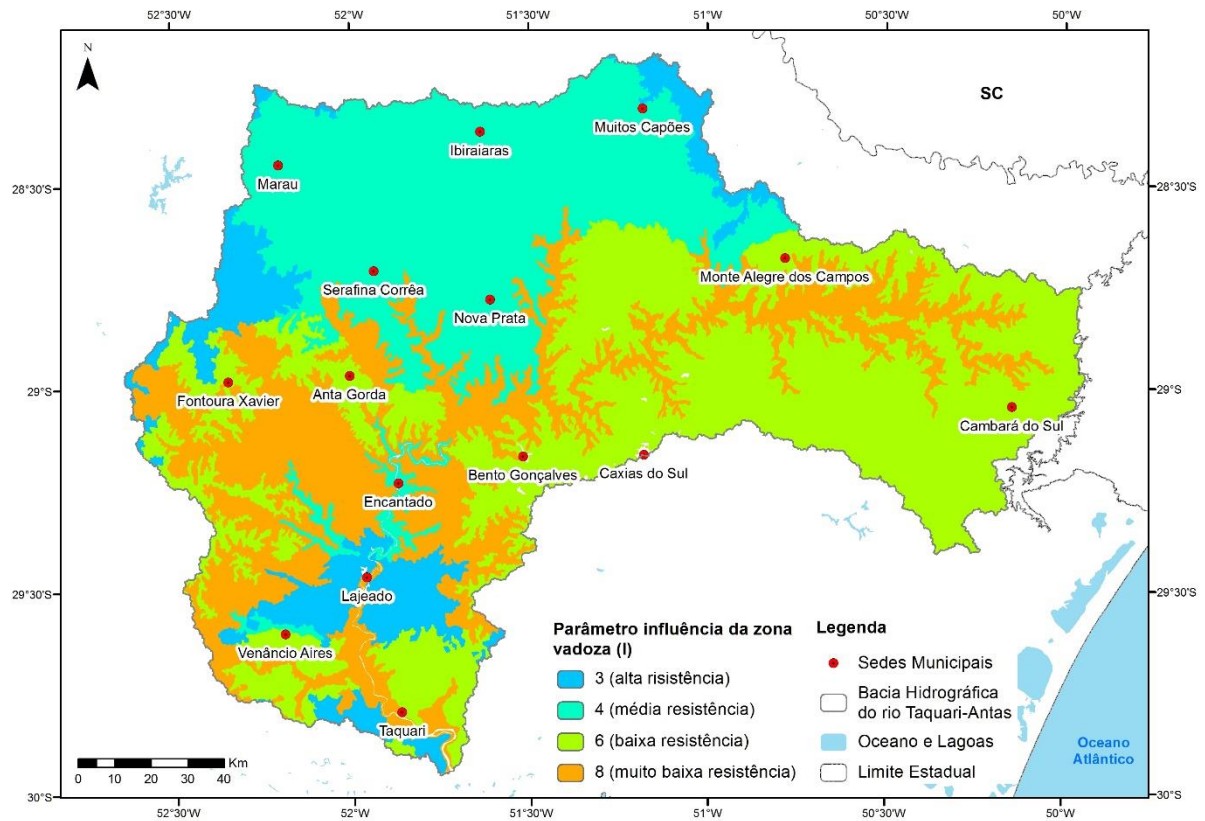 52°30'W
52°W
51°30'W
51°W
50°30'W
50°W
N
SC
Muitos Capões
Ibiraiaras
Marau
28°30'S
28°30'S
Monte Alegre dos Campos
Serafina Corrêa
Nova Prata
29°S
29°S
Fontoura Xavier
Anta Gorda
Cambará do Sul
Bento Gonçalves
Caxias do Sul
Encantado
29°30'S
29°30'S
Lajeado
Venâncio Aires
Taquari
Parâmetro influência da zona
vadoza (I)
3 (alta risistência)
4 (média resistência)
6 (baixa resistência)
8 (muito baixa resistência)
Legenda
Sedes Municipais
Bacia Hidrográfica
do rio Taquari-Antas
Oceano e Lagoas
Limite Estadual
Oceano
Atlântico
0 10 20 30 40
Km
30°S
30°S
52°30'W
52°W
51°30'W
51°W
50°30'W
50°W